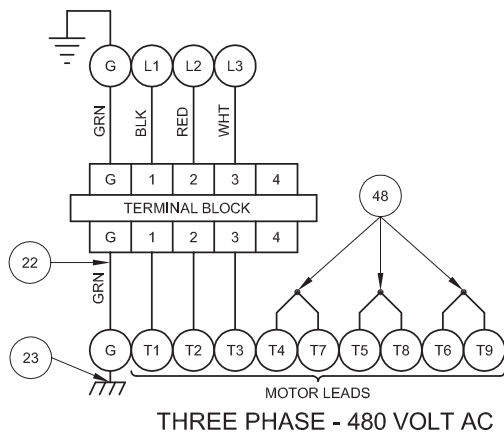 G L1 L2 L3
GRN BLK RED WHT
G 1 2 3 4
TERMINAL BLOCK
G 1 2 3 4
48
22
GRN
23
G T1 T2 T3 T4 T7 T5 T8 T6 T9
MOTOR LEADS
THREE PHASE - 480 VOLT AC